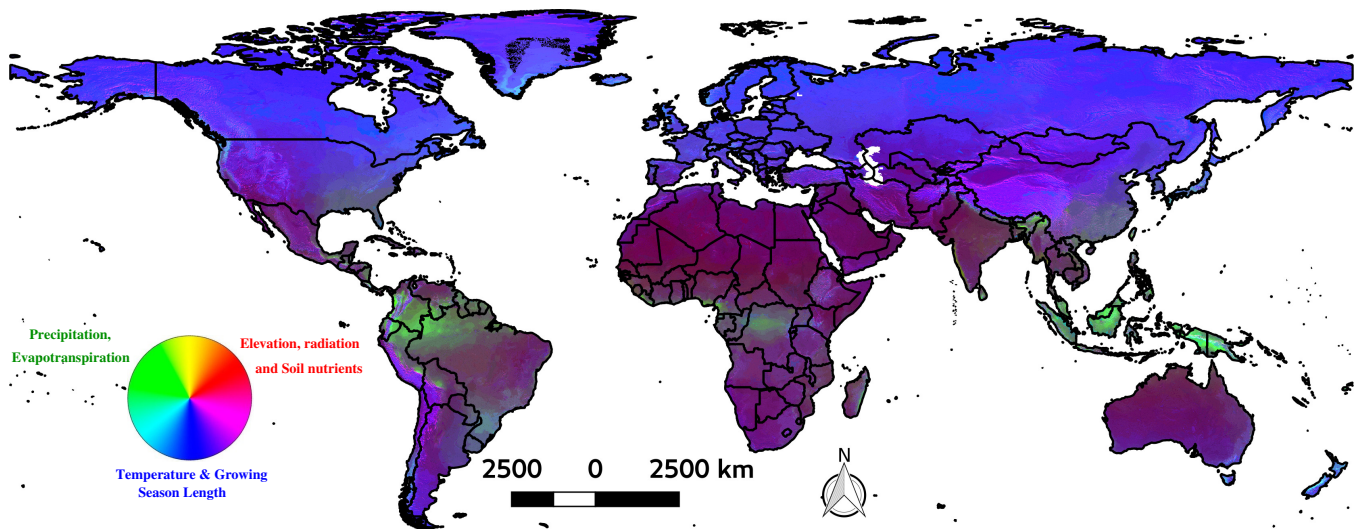 Precipitation,
Evapotranspiration
Elevation, radiation
and Soil nutrients
Temperature & Growing
Season Length
2500 0 2500 km
N